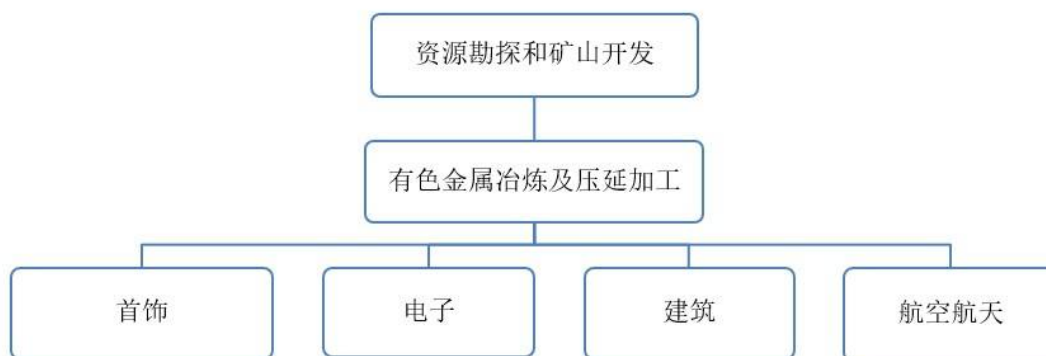 资源勘探和矿山开发
有色金属冶炼及压延加工
首饰
电子
建筑
航空航天